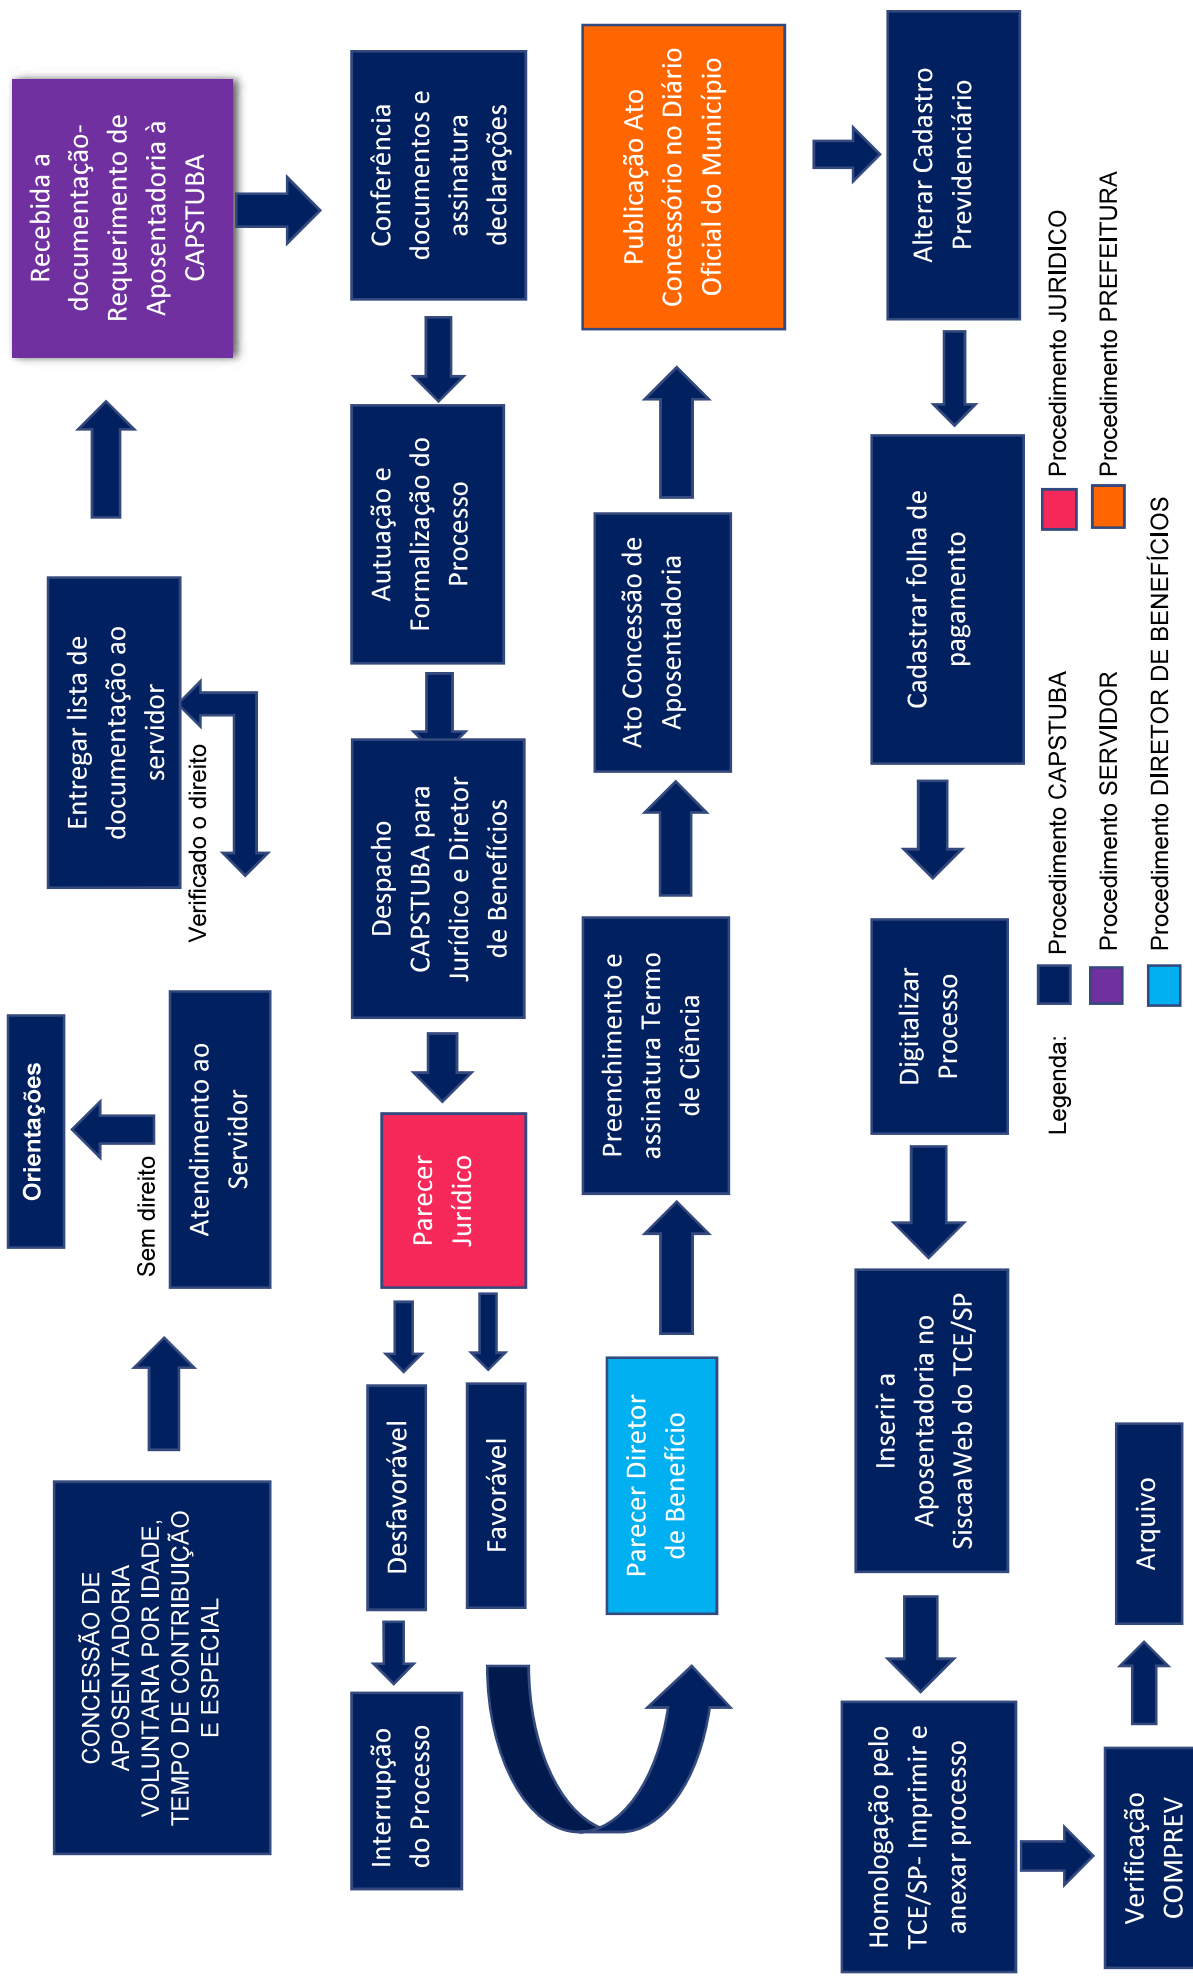 CONCESSÃO DE
APOSENTADORIA
VOLUNTARIA POR IDADE,
TEMPO DE CONTRIBUIÇÃO
E ESPECIAL
Atendimento ao
Servidor
Sem direito
Orientações
Verificado o direito
Entregar lista de
documentação ao
servidor
Recebida a
documentação-
Requerimento de
Aposentadoria à
CAPSTUBA
Conferência
documentos e
assinatura
declarações
Autuação e
Formalização do
Processo
Despacho
CAPSTUBA para
Jurídico e Diretor
de Benefícios
Parecer
Jurídico
Desfavorável
Favorável
Interrupção
do Processo
Parecer Diretor
de Benefício
Preenchimento e
assinatura Termo
de Ciência
Ato Concessão de
Aposentadoria
Publicação Ato
Concessório no Diário
Oficial do Município
Alterar Cadastro
Previdenciário
Cadastrar folha de
pagamento
Digitalizar
Processo
Inserir a
Aposentadoria no
SiscaaWeb do TCE/SP
Homologação pelo
TCE/SP- Imprimir e
anexar processo
Verificação
COMPREV
Arquivo
Legenda:
Procedimento CAPSTUBA
Procedimento JURIDICO
Procedimento SERVIDOR
Procedimento PREFEITURA
Procedimento DIRETOR DE BENEFÍCIOS